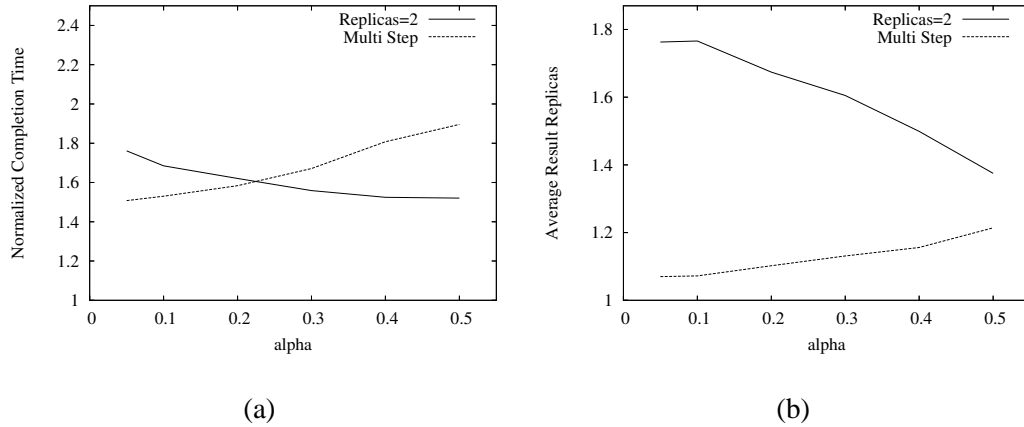 Normalized Completion Time
2.4
2.2
2
1.8
1.6
1.4
1.2
1
0
0.1
0.2
0.3
0.4
0.5
alpha
Replicas=2
Multi Step
(a)
Average Result Replicas
1.8
1.6
1.4
1.2
1
0
0.1
0.2
0.3
0.4
0.5
alpha
Replicas=2
Multi Step
(b)